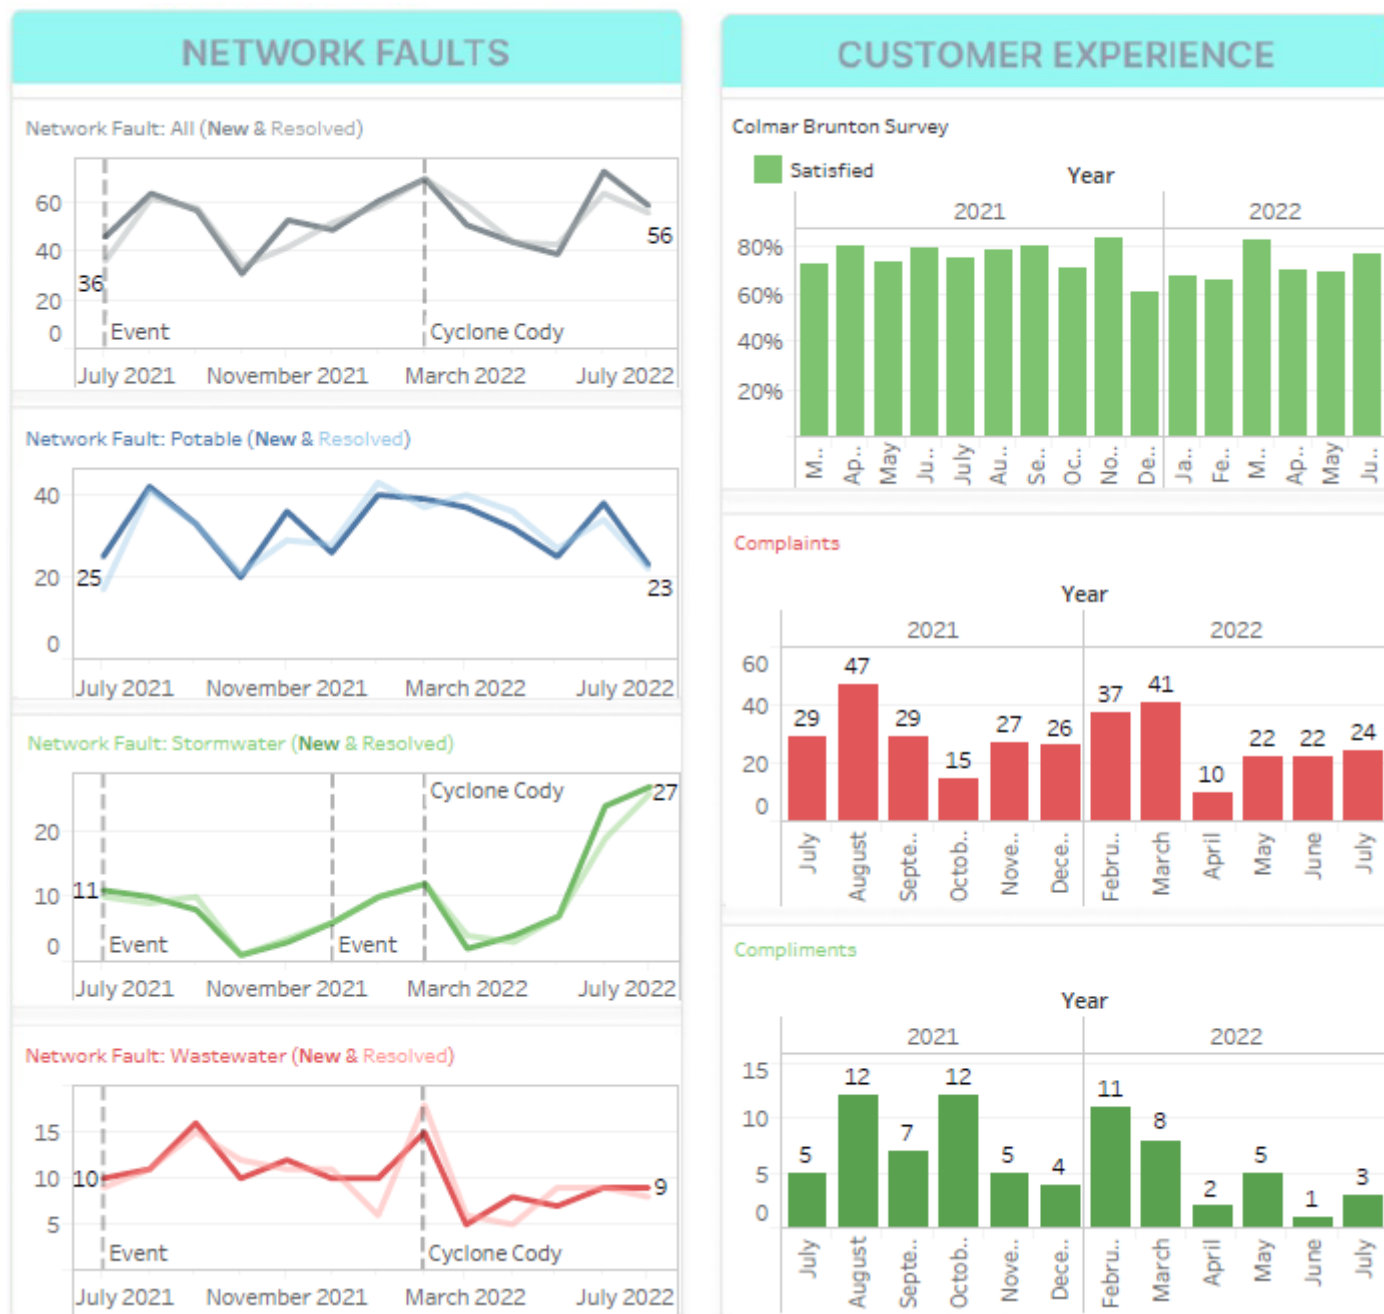 NETWORK FAULTS
Network Fault: All (New & Resolved)
60
40
20
0
36
56
Event
Cyclone Cody
July 2021 November 2021 March 2022 July 2022
Network Fault: Potable (New & Resolved)
40
20
0
25
23
July 2021 November 2021 March 2022 July 2022
Network Fault: Stormwater (New & Resolved)
Cyclone Cody
27
20
11
10
0
Event
Event
July 2021 November 2021 March 2022 July 2022
Network Fault: Wastewater (New & Resolved)
15
10
5
10
9
Event
Cyclone Cody
July 2021 November 2021 March 2022 July 2022
CUSTOMER EXPERIENCE
Colmar Brunton Survey
Satisfied
Year
2021 2022
80%
60%
40%
20%
M.. Ap.. May Ju.. July Au.. Se.. Oc.. No.. De.. Ja.. Fe.. M.. Ap.. May Ju..
Complaints
Year
2021 2022
60
40
20
0
29 47 29 15 27 26 37 41 10 22 22 24
July August Septe.. Octob.. Nove.. Dece.. Febru.. March April May June July
Compliments
Year
2021 2022
15
10
5
0
5 12 7 12 5 4 11 8 2 5 1 3
July August Septe.. Octob.. Nove.. Dece.. Febru.. March April May June July